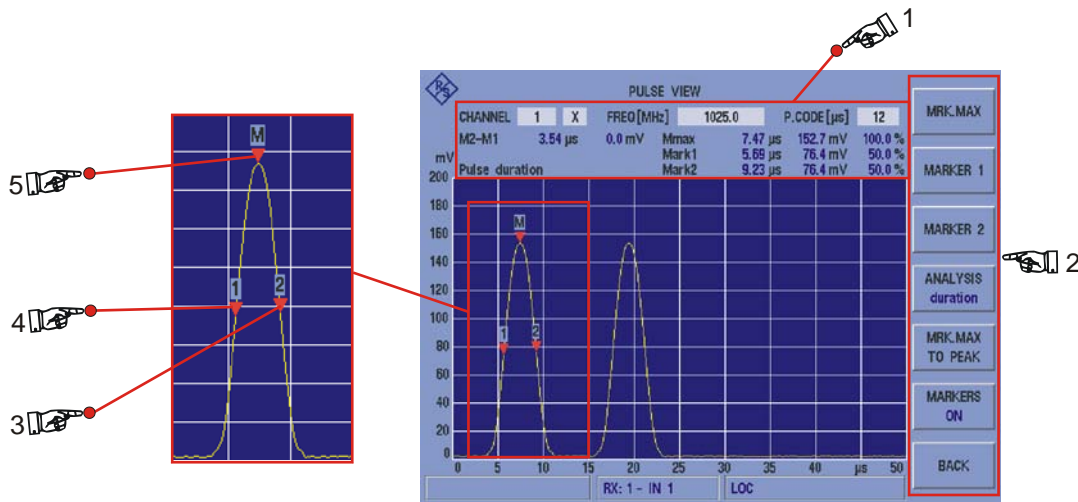 1
R&S
PULSE VIEW
CHANNEL 1 X FREQ[MHz] 1025.0 P.CODE[µs] 12
M2-M1 3.54 µs 0.0 mV Mmax 7.47 µs 152.7 mV 100.0 %
Mark1 5.69 µs 76.4 mV 50.0 %
Pulse duration Mark2 9.23 µs 76.4 mV 50.0 %
mV
200
180
160
140
120
100
80
60
40
20
0
0 5 10 15 20 25 30 35 40 µs 50
M
1 2
RX: 1 - IN 1 LOC
MRK.MAX
MARKER 1
MARKER 2
ANALYSIS
duration
MRK.MAX
TO PEAK
MARKERS
ON
BACK
2
M
1 2
5
4
3